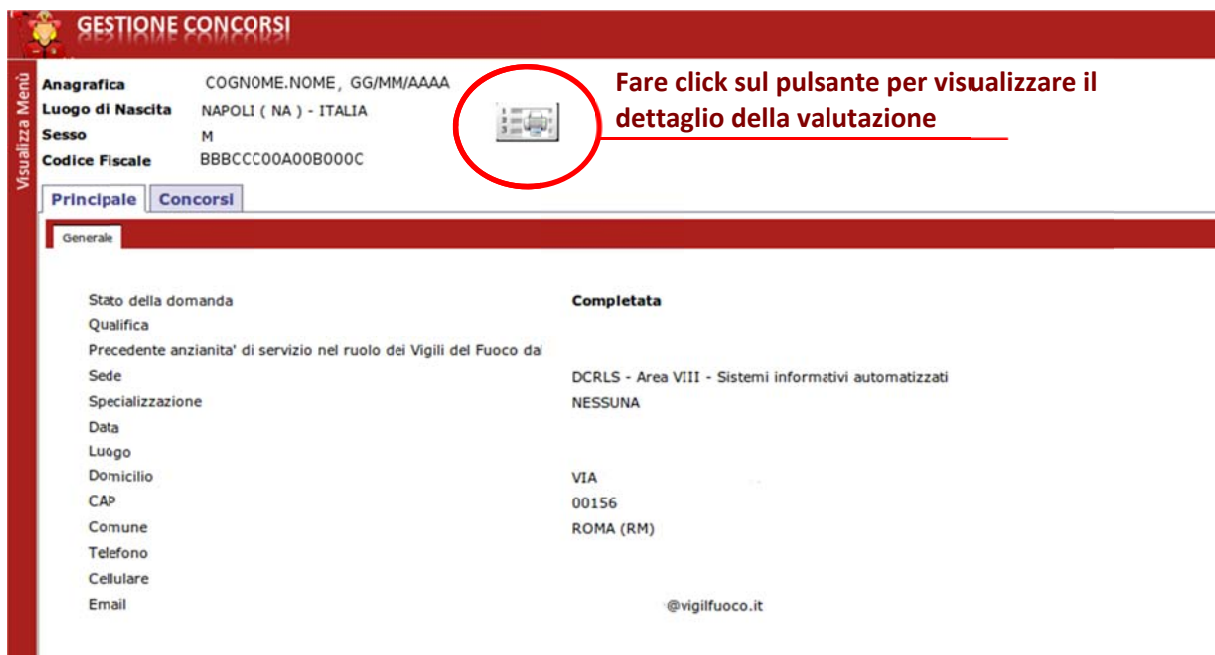 GESTIONE CONCORSI
Visualizza Menù
Anagrafica COGNOME.NOME, GG/MM/AAAA
Luogo di Nascita NAPOLI ( NA ) - ITALIA
Sesso M
Codice Fiscale BBBCCC00A00B000C
1
2
3
Fare click sul pulsante per visualizzare il
dettaglio della valutazione
Principale Concorsi
Generale
Stato della domanda Completata
Qualifica
Precedente anzianita' di servizio nel ruolo dei Vigili del Fuoco dal
Sede DCRLS - Area VIII - Sistemi informativi automatizzati
Specializzazione NESSUNA
Data
Luogo
Domicilio VIA
CAP 00156
Comune ROMA (RM)
Telefono
Cellulare
Email @vigilfuoco.it